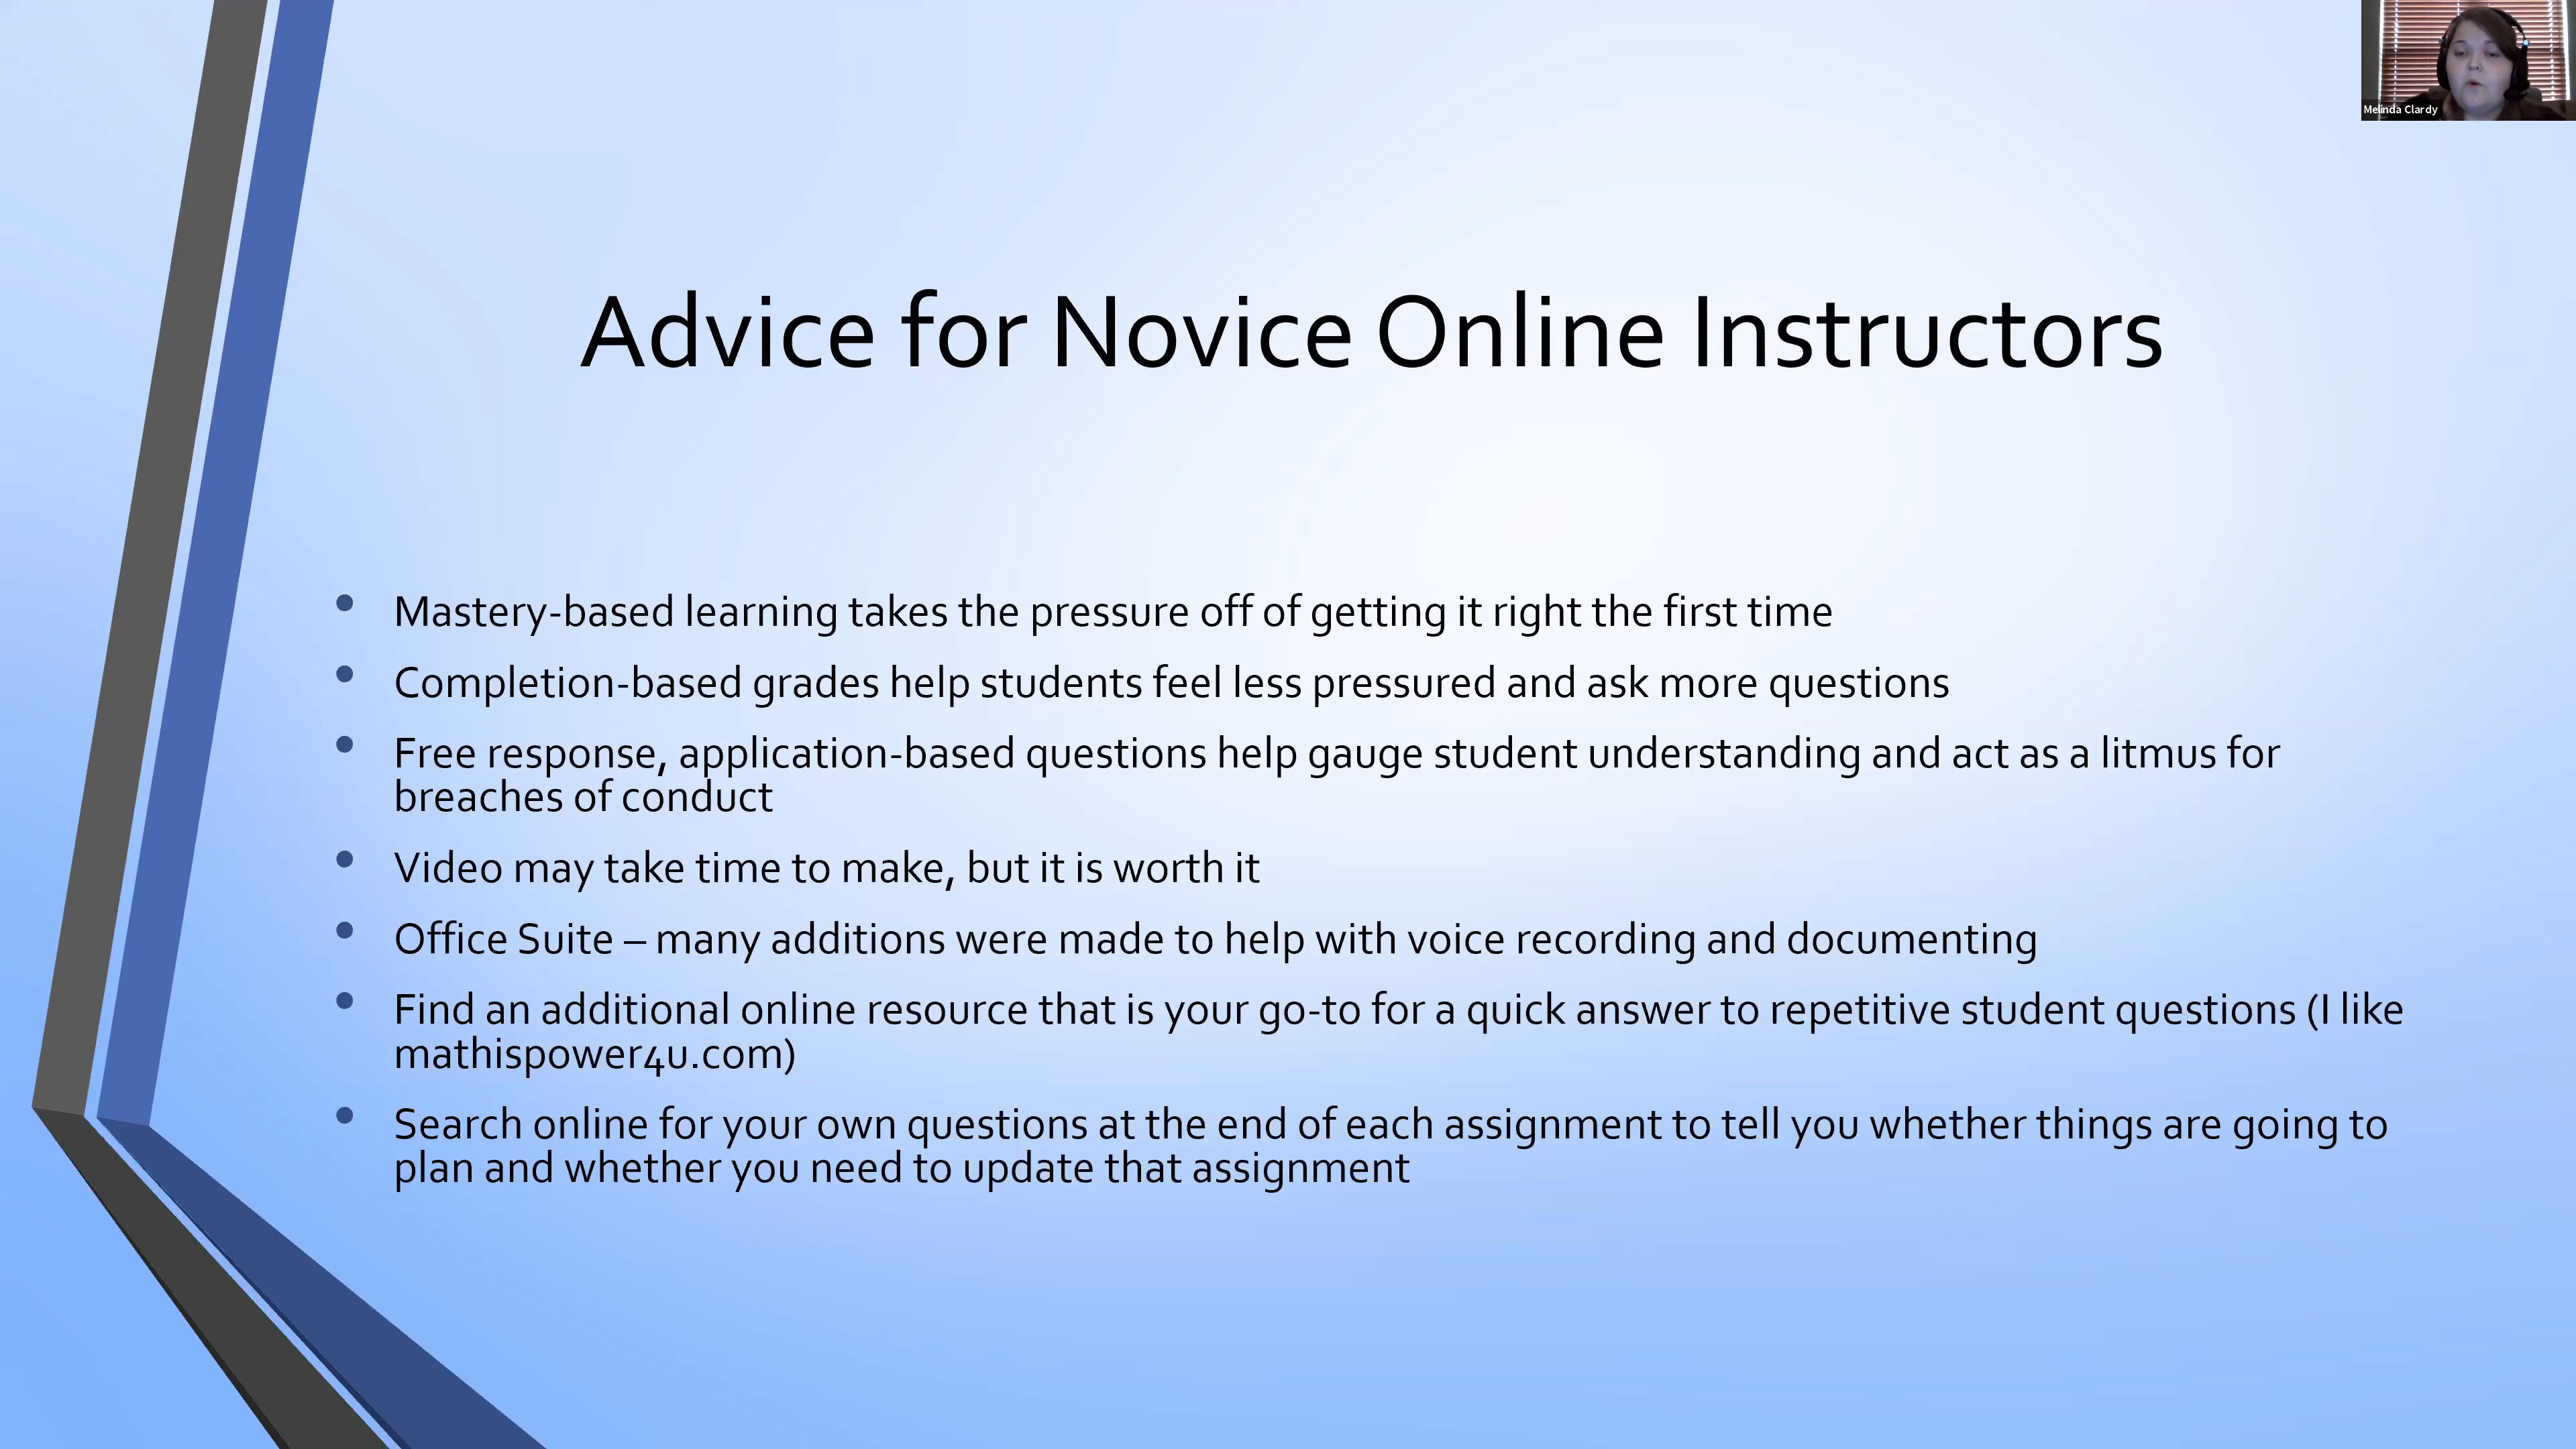 Melinda Clardy
Advice for Novice Online Instructors
• Mastery-based learning takes the pressure off of getting it right the first time
• Completion-based grades help students feel less pressured and ask more questions
• Free response, application-based questions help gauge student understanding and act as a litmus for
breaches of conduct
• Video may take time to make, but it is worth it
• Office Suite – many additions were made to help with voice recording and documenting
• Find an additional online resource that is your go-to for a quick answer to repetitive student questions (I like
mathispower4u.com)
• Search online for your own questions at the end of each assignment to tell you whether things are going to
plan and whether you need to update that assignment